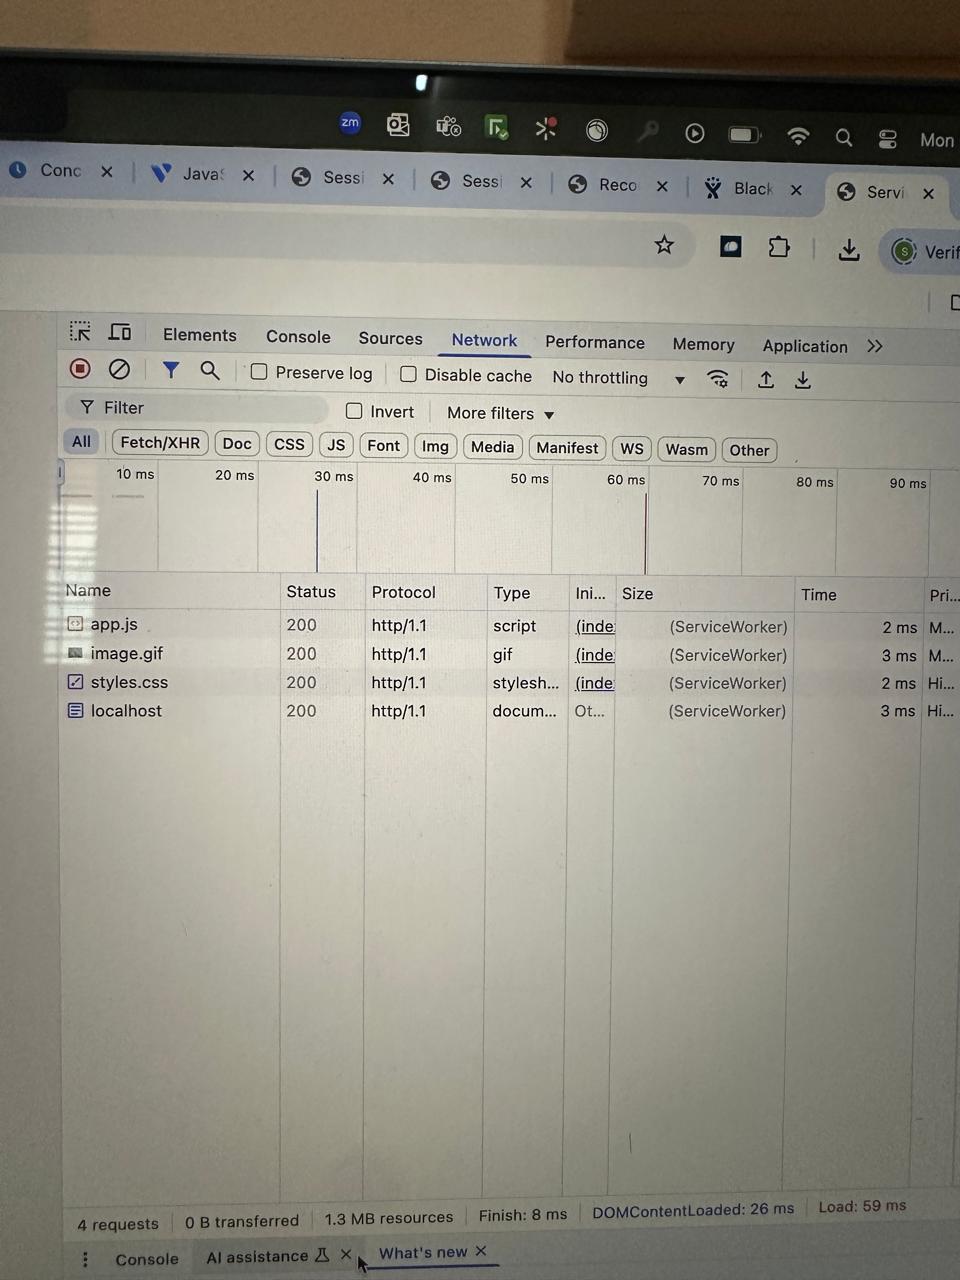 zm
Mon
Conc
JavaS
Sessi
Sessi
Reco
Black
Servi
S Verif
Elements Console Sources Network Performance Memory Application
Preserve log Disable cache No throttling
Filter Invert More filters
All Fetch/XHR Doc CSS JS Font Img Media Manifest WS Wasm Other
10 ms 20 ms 30 ms 40 ms 50 ms 60 ms 70 ms 80 ms 90 ms
Name Status Protocol Type Ini... Size Time Pri...
app.js 200 http/1.1 script (inde (ServiceWorker) 2 ms M...
image.gif 200 http/1.1 gif (inde (ServiceWorker) 3 ms M...
styles.css 200 http/1.1 stylesh... (inde (ServiceWorker) 2 ms Hi...
localhost 200 http/1.1 docum... Ot... (ServiceWorker) 3 ms Hi...
4 requests 0 B transferred 1.3 MB resources Finish: 8 ms DOMContentLoaded: 26 ms Load: 59 ms
Console AI assistance What's new